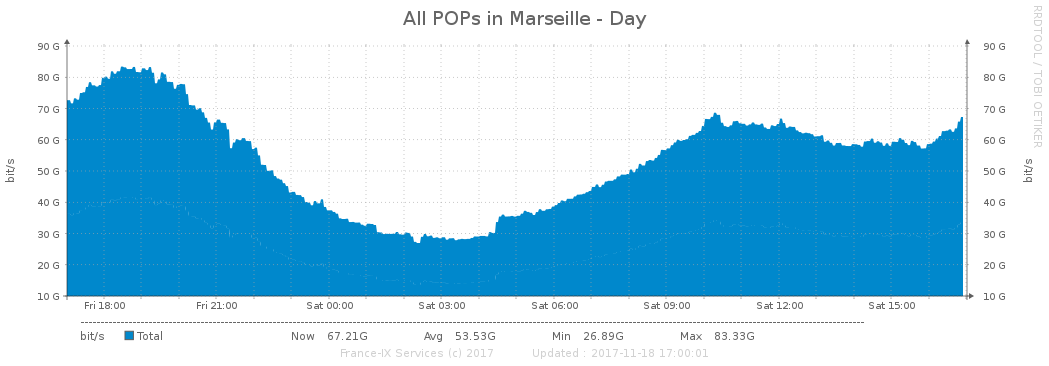 All POPs in Marseille - Day
RRDTOOL / TOBI OETIKER
90 G 90 G
80 G 80 G
70 G 70 G
60 G 60 G
50 G 50 G
40 G 40 G
30 G 30 G
20 G 20 G
10 G 10 G
bit/s bit/s
Fri 18:00 Fri 21:00 Sat 00:00 Sat 03:00 Sat 06:00 Sat 09:00 Sat 12:00 Sat 15:00
bit/s Total Now 67.21G Avg 53.53G Min 26.89G Max 83.33G
France-IX Services (c) 2017 Updated : 2017-11-18 17:00:01